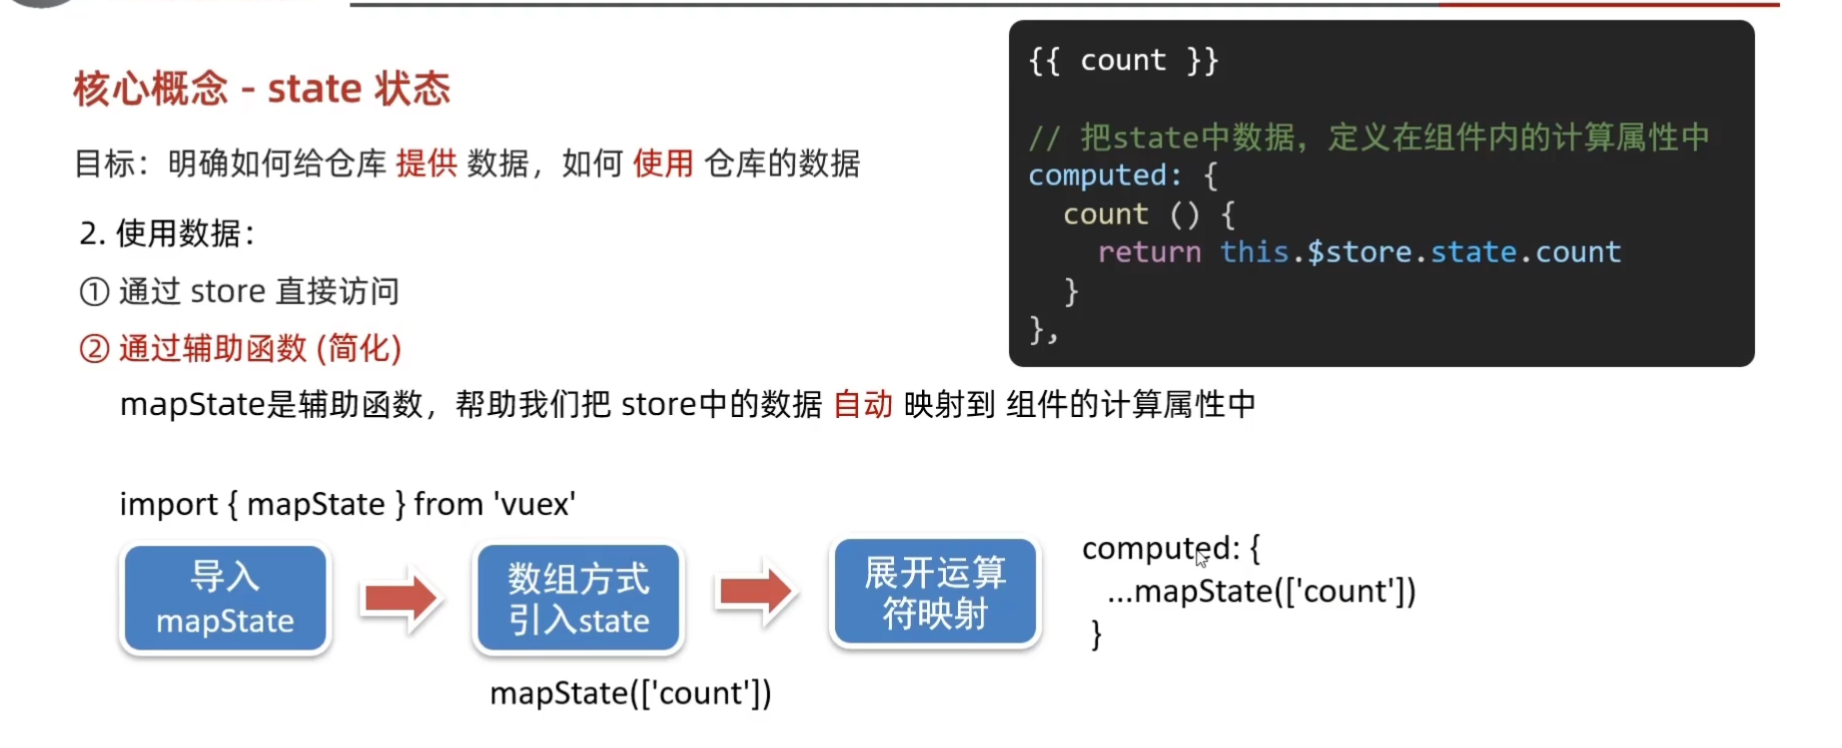 核心概念 - state 状态
目标：明确如何给仓库 提供 数据，如何 使用 仓库的数据
2. 使用数据：
① 通过 store 直接访问
② 通过辅助函数 (简化)
mapState是辅助函数，帮助我们把 store中的数据 自动 映射到 组件的计算属性中
{{ count }}
// 把state中数据，定义在组件内的计算属性中
computed: {
count () {
return this.$store.state.count
}
},
import { mapState } from 'vuex'
导入
mapState
数组方式
引入state
mapState(['count'])
展开运算
符映射
computed: {
...mapState(['count'])
}